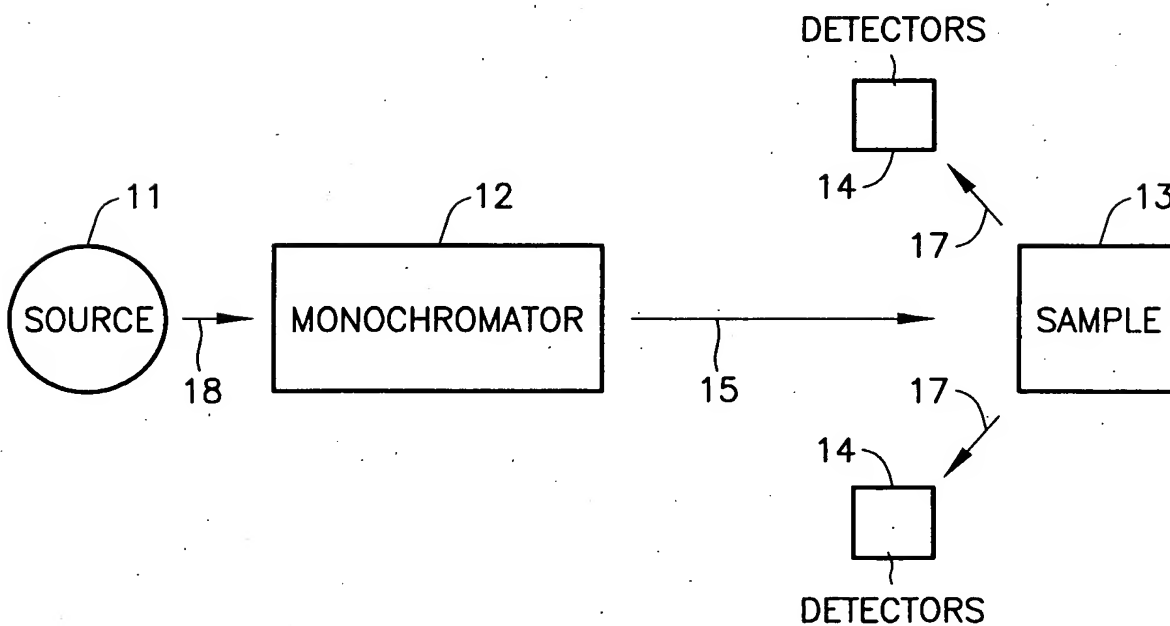 DETECTORS
14
17
11
12
13
SOURCE
MONOCHROMATOR
SAMPLE
18
15
17
14
DETECTORS